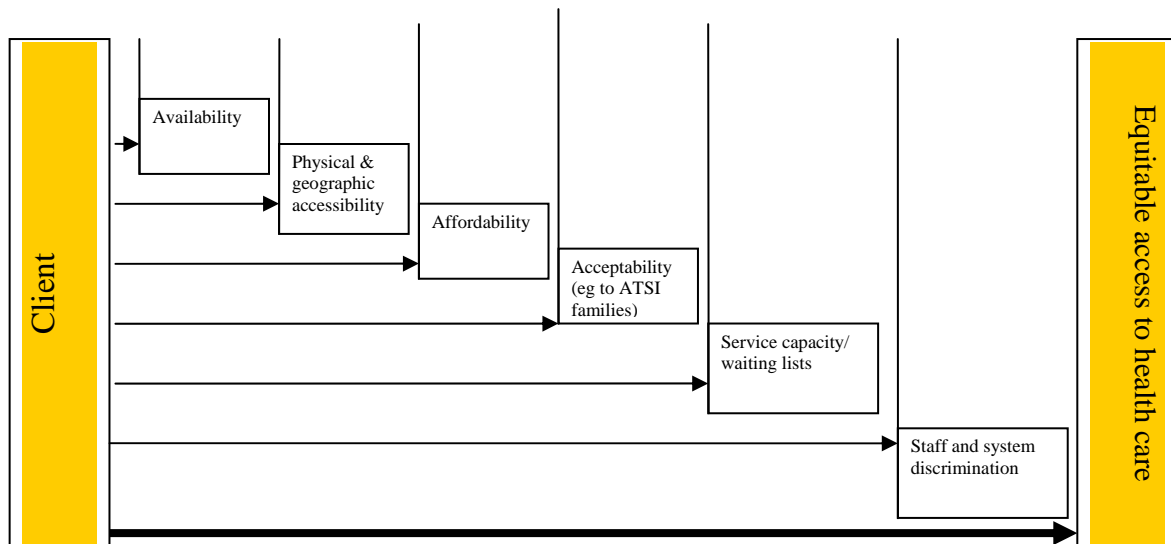 Client
Availability
Physical &
geographic
accessibility
Affordability
Acceptability
(eg to ATSI
families)
Service capacity/
waiting lists
Staff and system
discrimination
Equitable access to health care